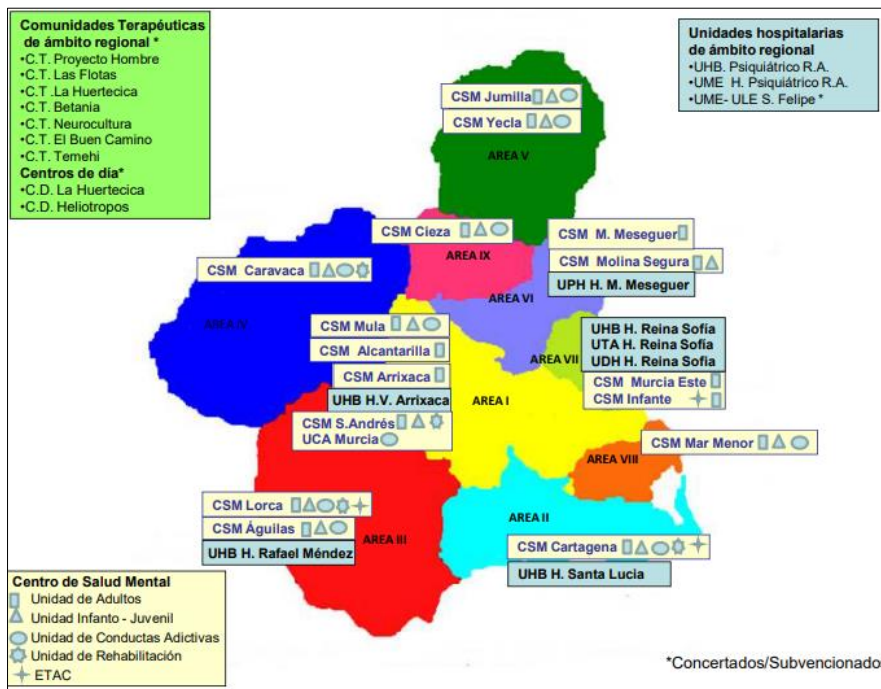 Comunidades Terapéuticas
de ámbito regional *
•C.T. Proyecto Hombre
•C.T. Las Flotas
•C.T .La Huertecica
•C.T. Betania
•C.T. Neurocultura
•C.T. El Buen Camino
•C.T. Temehi
Centros de día*
•C.D. La Huertecica
•C.D. Heliotropos
Unidades hospitalarias
de ámbito regional
•UHB. Psiquiátrico R.A.
•UME H. Psiquiátrico R.A.
•UME- ULE S. Felipe *
CSM Jumilla
CSM Yecla
AREA V
CSM Cieza
AREA IX
CSM M. Meseguer
CSM Molina Segura
UPH H. M. Meseguer
AREA VI
CSM Caravaca
AREA IV
CSM Mula
CSM Alcantarilla
CSM Arrixaca
UHB H.V. Arrixaca
CSM S.Andrés
UCA Murcia
AREA I
UHB H. Reina Sofía
UTA H. Reina Sofía
UDH H. Reina Sofia
AREA VII
CSM Murcia Este
CSM Infante
CSM Mar Menor
AREA VIII
CSM Lorca
CSM Águilas
UHB H. Rafael Méndez
AREA III
AREA II
CSM Cartagena
UHB H. Santa Lucia
Centro de Salud Mental
Unidad de Adultos
Unidad Infanto - Juvenil
Unidad de Conductas Adictivas
Unidad de Rehabilitación
ETAC
*Concertados/Subvencionado